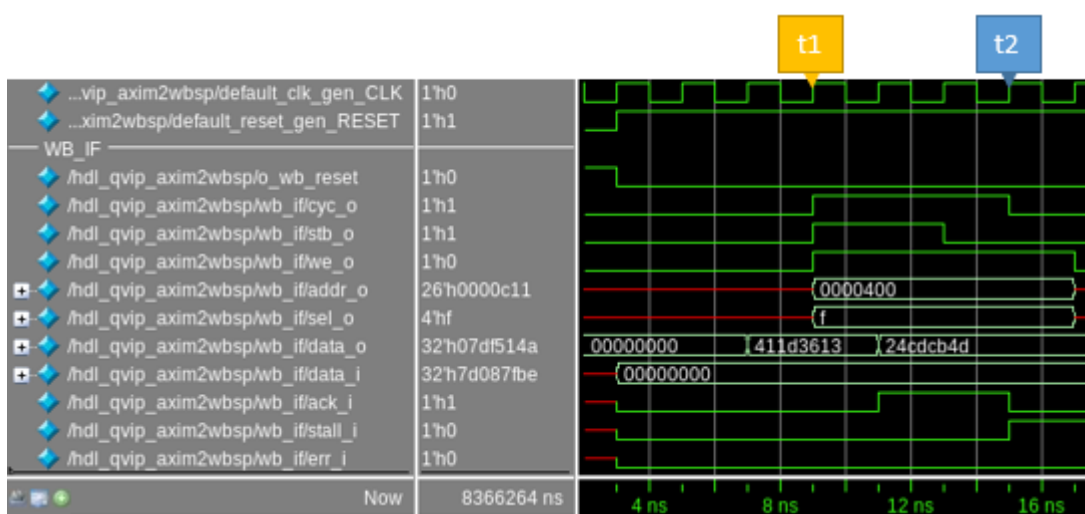 t1 t2
...vip_axim2wbsp/default_clk_gen_CLK 1'h0
...xim2wbsp/default_reset_gen_RESET 1'h1
WB_IF
/hdl_qvip_axim2wbsp/o_wb_reset 1'h0
/hdl_qvip_axim2wbsp/wb_if/cyc_o 1'h1
/hdl_qvip_axim2wbsp/wb_if/stb_o 1'h1
/hdl_qvip_axim2wbsp/wb_if/we_o 1'h0
/hdl_qvip_axim2wbsp/wb_if/addr_o 26'h0000c11 0000400
/hdl_qvip_axim2wbsp/wb_if/sel_o 4'hf f
/hdl_qvip_axim2wbsp/wb_if/data_o 32'h07df514a 00000000 411d3613 24cdcb4d
/hdl_qvip_axim2wbsp/wb_if/data_i 32'h7d087fbe 00000000
/hdl_qvip_axim2wbsp/wb_if/ack_i 1'h1
/hdl_qvip_axim2wbsp/wb_if/stall_i 1'h0
/hdl_qvip_axim2wbsp/wb_if/err_i 1'h0
Now 8366264 ns 4 ns 8 ns 12 ns 16 ns